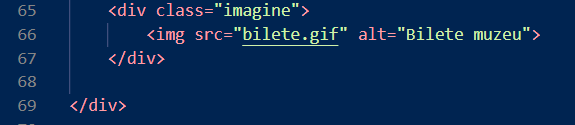 65 <div class="imagine">
66 <img src="bilete.gif" alt="Bilete muzeu">
67 </div>
68
69 </div>